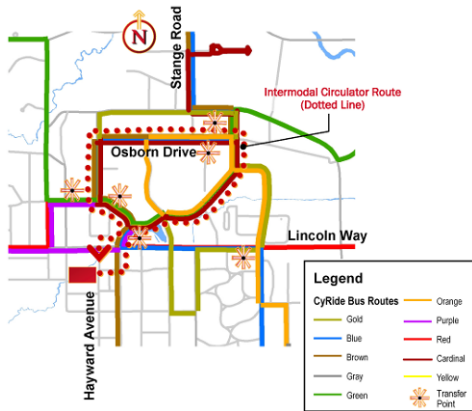 N
Stange Road
Intermodal Circulator Route
(Dotted Line)
Osborn Drive
Lincoln Way
Hayward Avenue
Legend
CyRide Bus Routes
Gold
Blue
Brown
Gray
Green
Orange
Purple
Red
Cardinal
Yellow
Transfer
Point